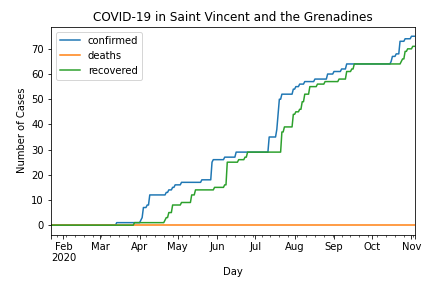 COVID-19 in Saint Vincent and the Grenadines
confirmed
deaths
recovered
Number of Cases
70
60
50
40
30
20
10
0
Feb Mar Apr May Jun Jul Aug Sep Oct Nov
2020
Day